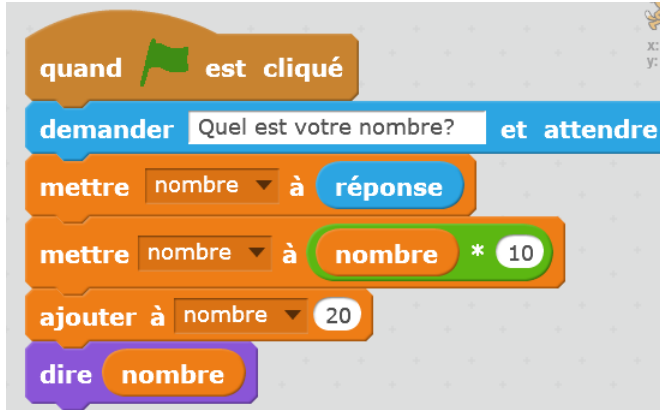 quand est cliqué
x:
y:
demander Quel est votre nombre? et attendre
mettre nombre à réponse
mettre nombre à nombre * 10
ajouter à nombre 20
dire nombre